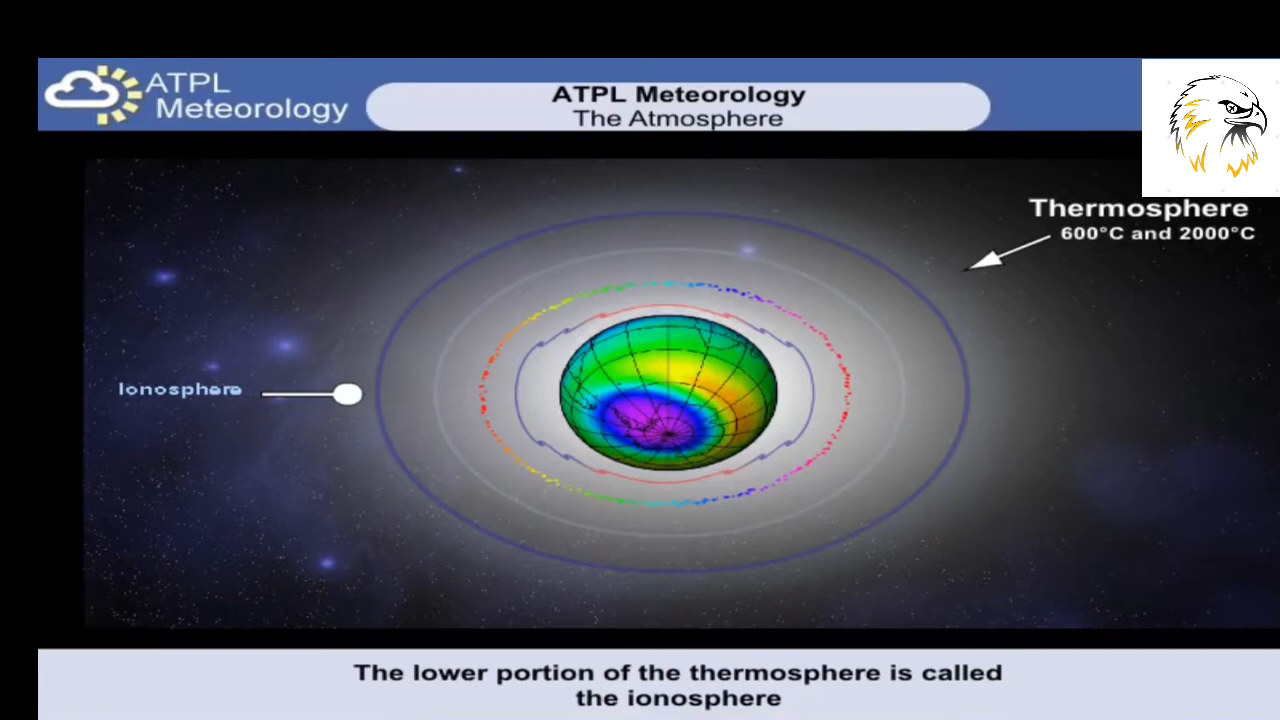 ATPL
Meteorology
ATPL Meteorology
The Atmosphere
Thermosphere
600°C and 2000°C
Ionosphere
The lower portion of the thermosphere is called
the ionosphere